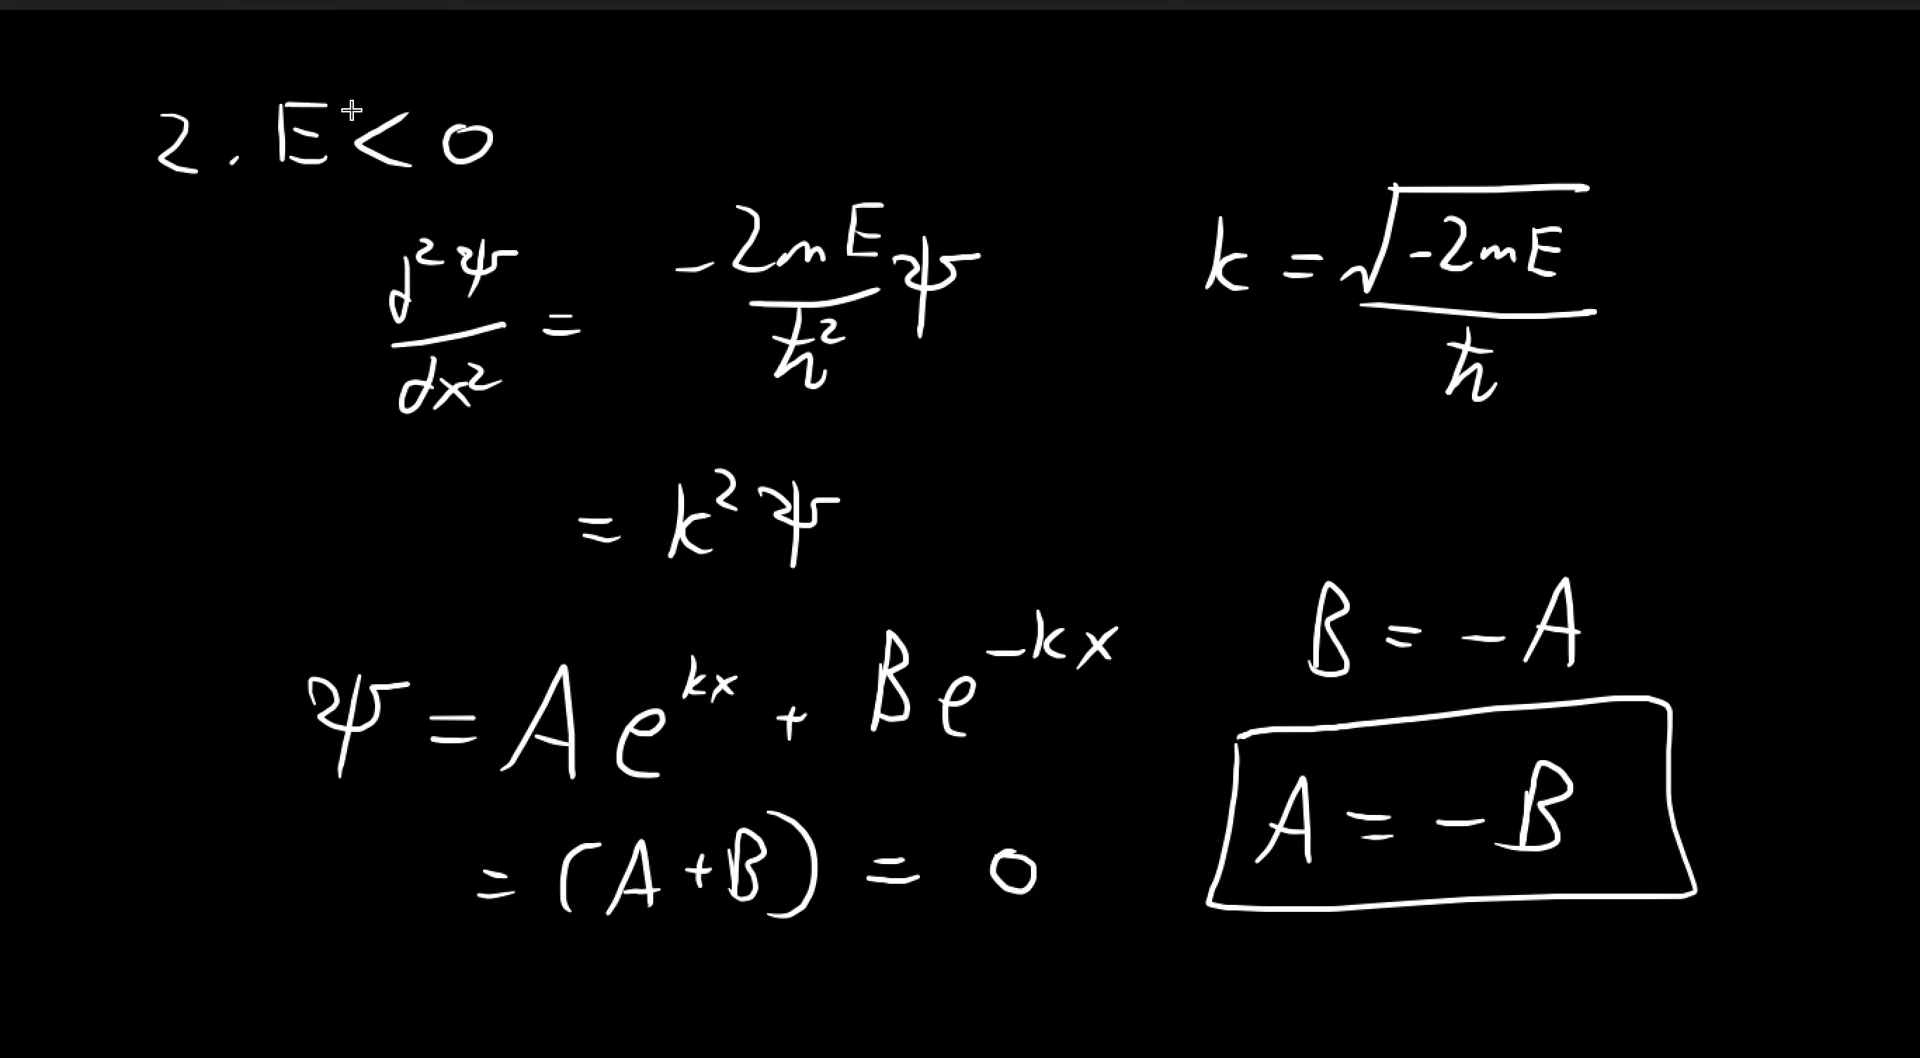 2. E < 0
d²ψ/dx² = -2mE/ħ² ψ
k = √(-2mE)/ħ
= k²ψ
ψ = Ae^{kx} + Be^{-kx}
B = -A
= (A + B) = 0
A = -B